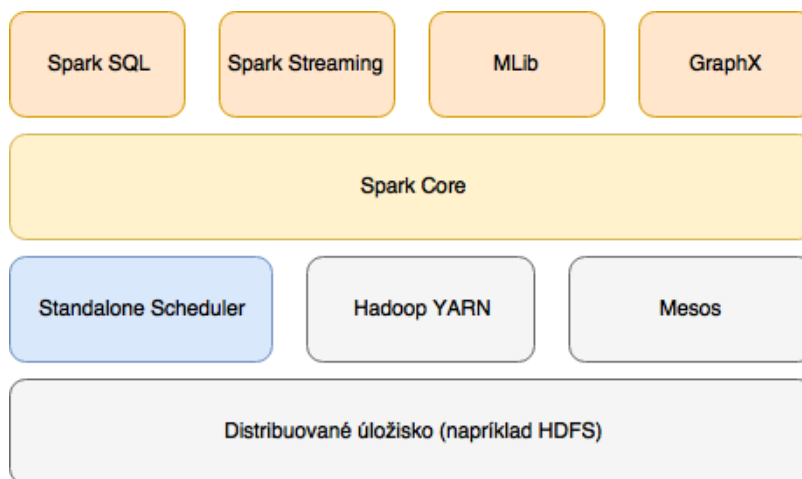 Spark SQL
Spark Streaming
MLib
GraphX
Spark Core
Standalone Scheduler
Hadoop YARN
Mesos
Distribuované úložisko (napríklad HDFS)